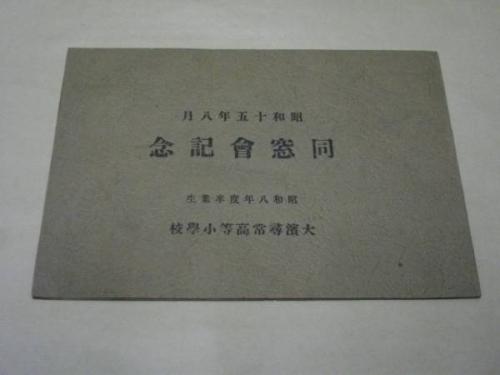 昭和十五年八月
同窓會記念
昭和八年度卒業生
大濱尋常高等小學校